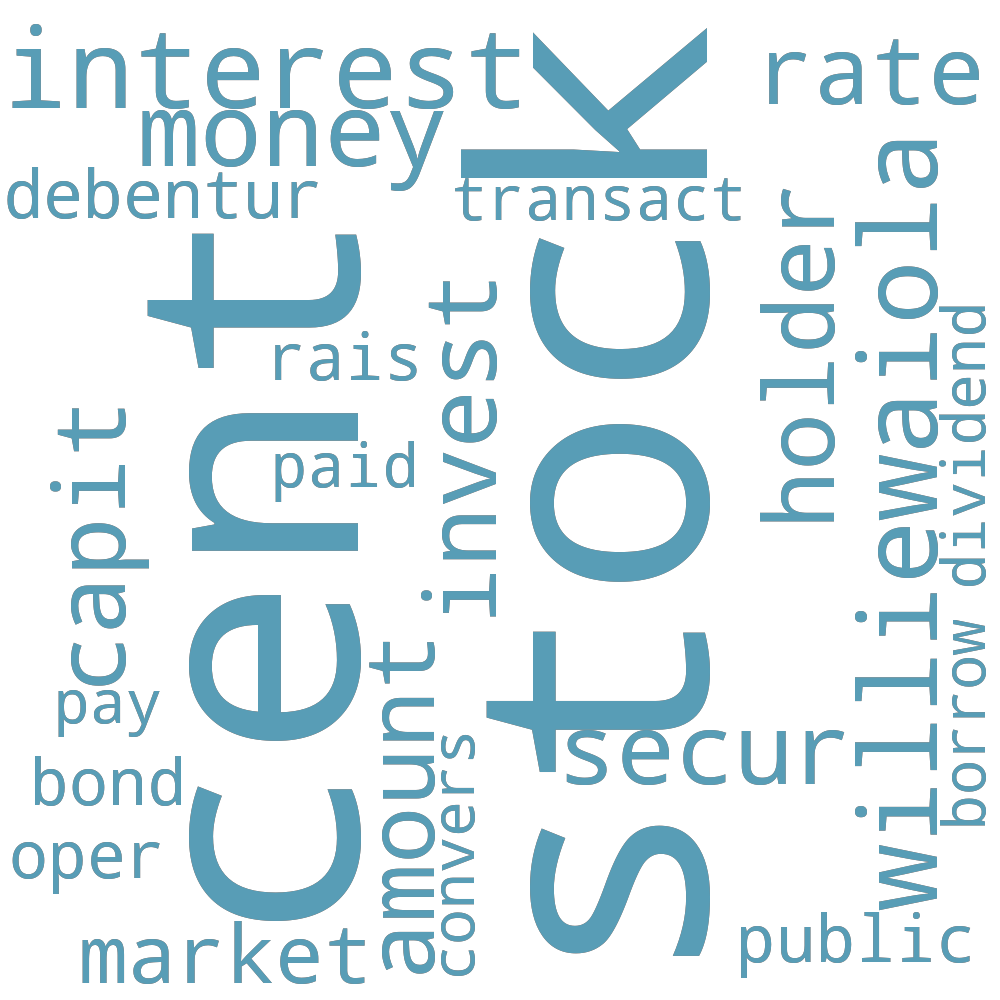 interest
rate
money
debentur
transact
stock
cent
holder
williewaiola
invest
rais
dividend
capit
paid
amount
borrow
pay
secur
convers
bond
oper
market
public